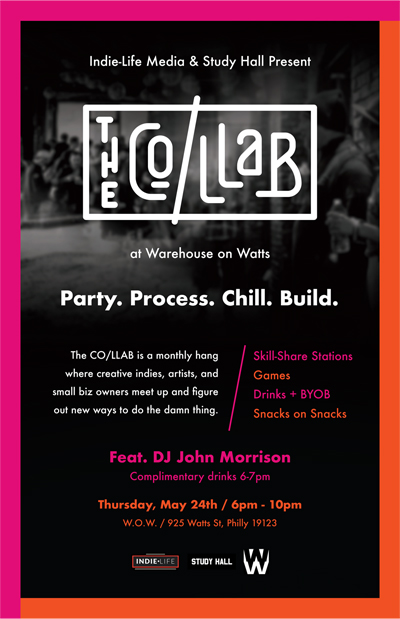 Indie-Life Media & Study Hall Present
THE CO/LLAB
at Warehouse on Watts
Party. Process. Chill. Build.
The CO/LLAB is a monthly hang
where creative indies, artists, and
small biz owners meet up and figure
out new ways to do the damn thing.
Skill-Share Stations
Games
Drinks + BYOB
Snacks on Snacks
Feat. DJ John Morrison
Complimentary drinks 6-7pm
Thursday, May 24th / 6pm - 10pm
W.O.W. / 925 Watts St, Philly 19123
INDIE•LIFE
STUDY HALL
W